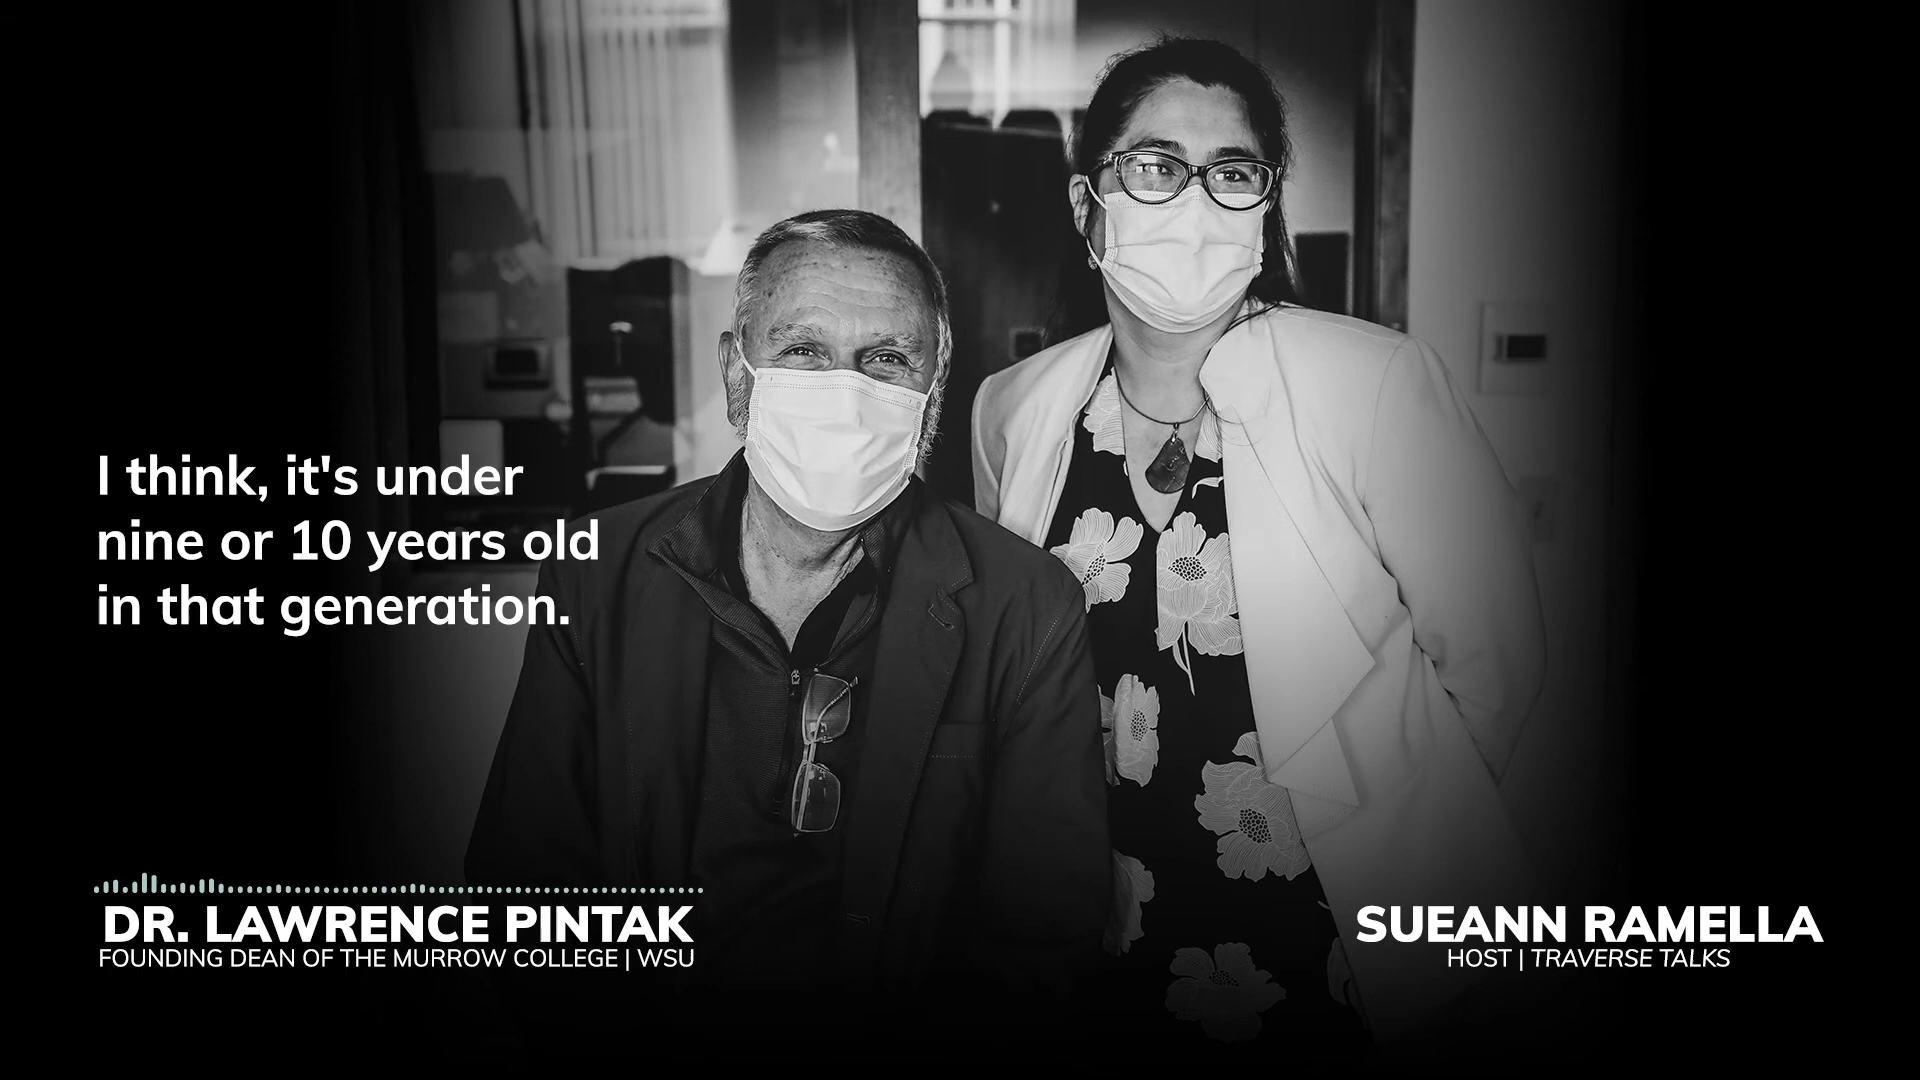 I think, it's under
nine or 10 years old
in that generation.
DR. LAWRENCE PINTAK
FOUNDING DEAN OF THE MURROW COLLEGE | WSU
SUEANN RAMELLA
HOST | TRAVERSE TALKS